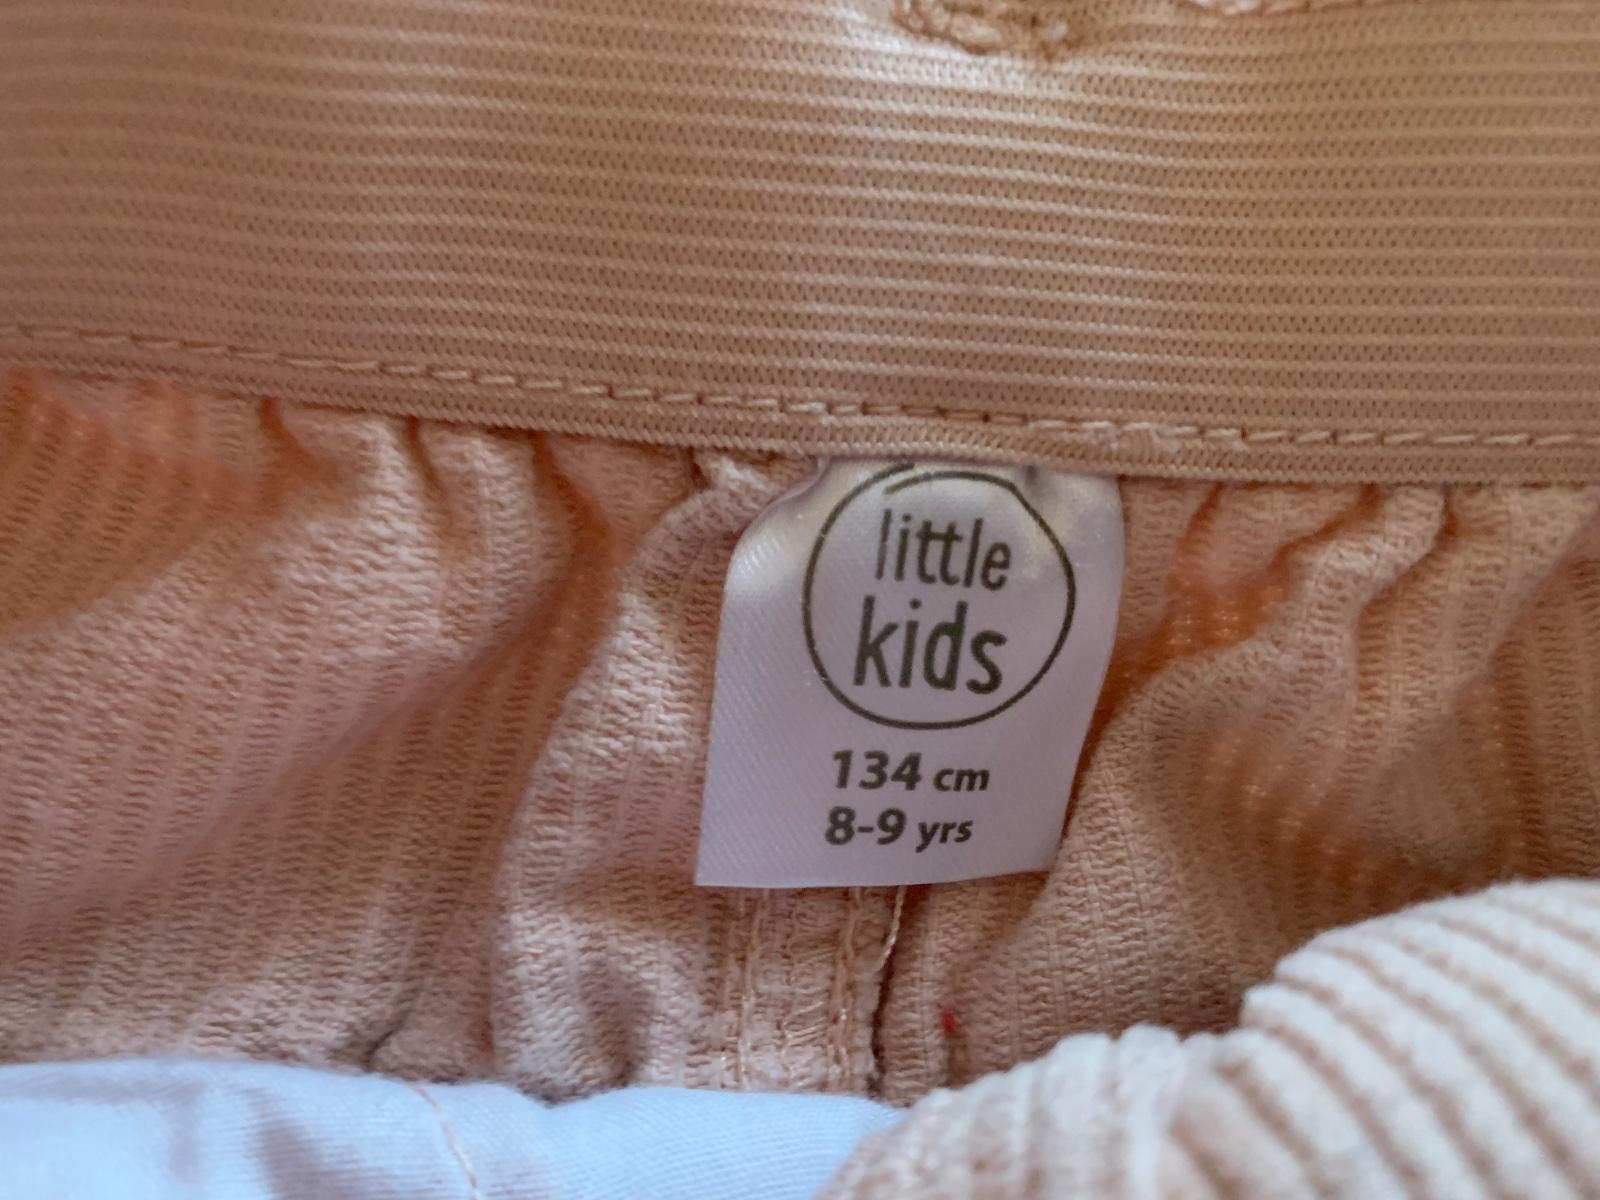 little
kids
134 cm
8-9 yrs